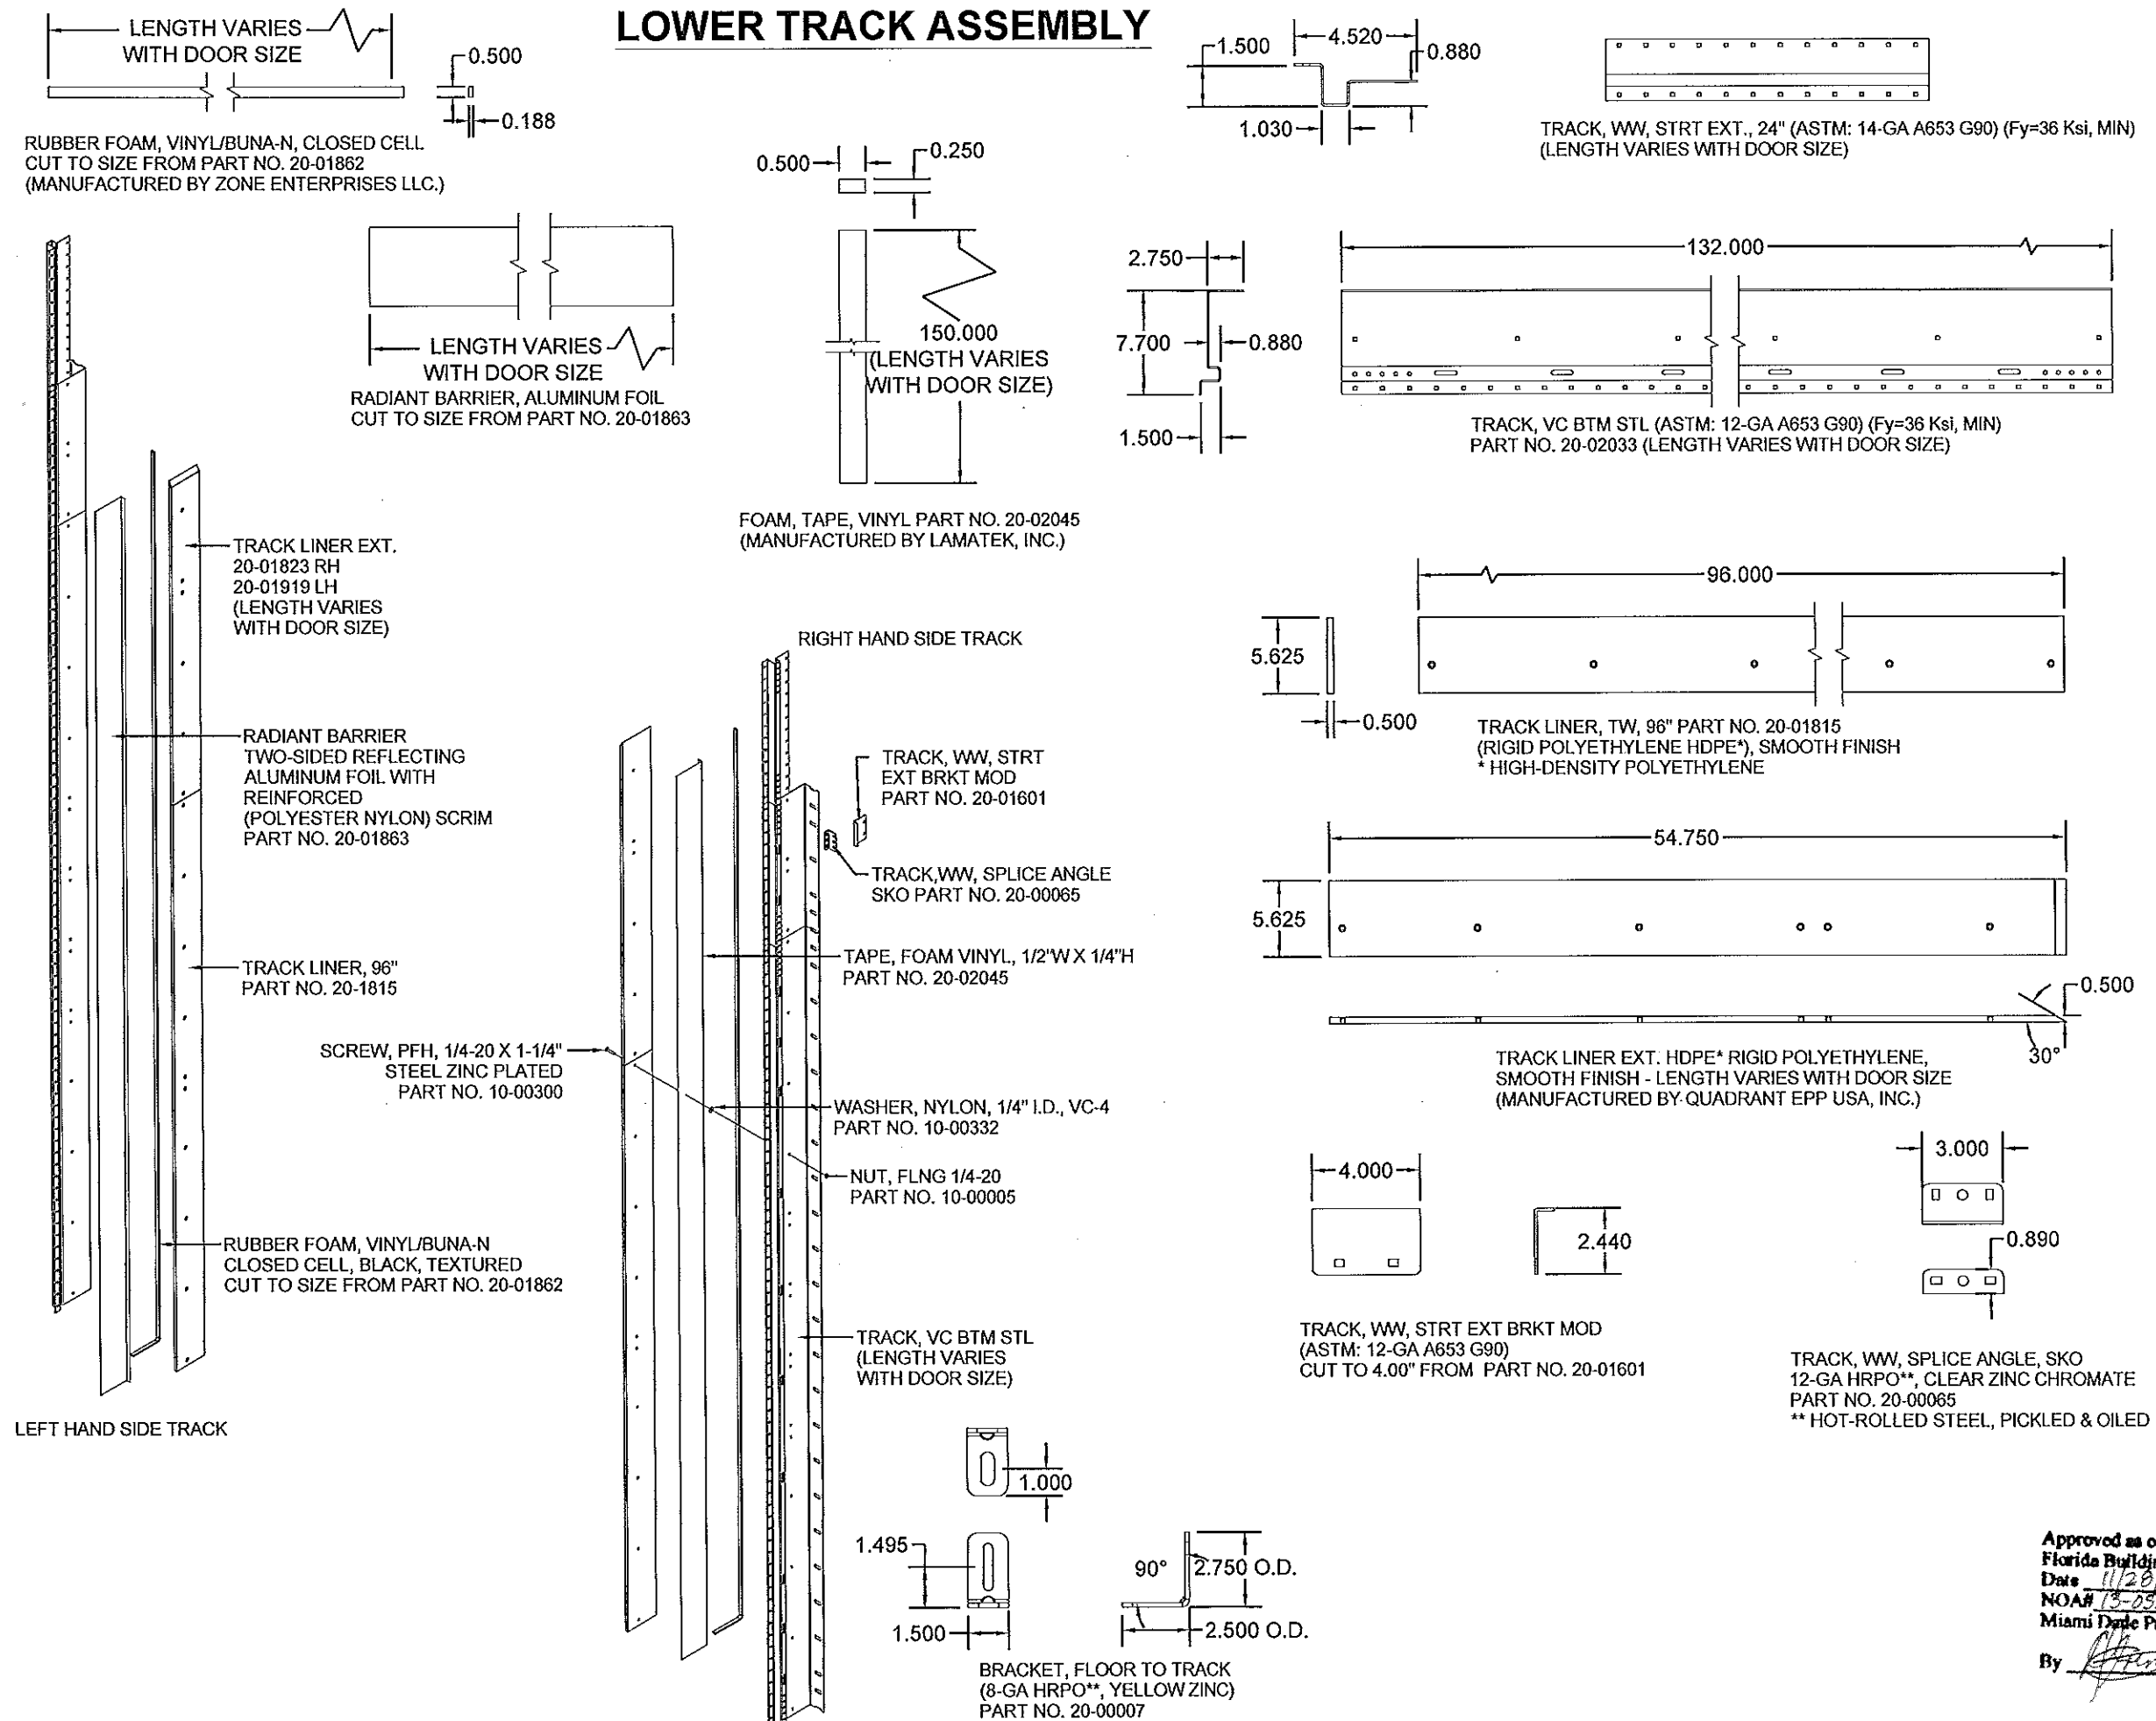 LOWER TRACK ASSEMBLY
LENGTH VARIES
WITH DOOR SIZE
0.500
0.188
RUBBER FOAM, VINYL/BUNA-N, CLOSED CELL
CUT TO SIZE FROM PART NO. 20-01862
(MANUFACTURED BY ZONE ENTERPRISES LLC.)
1.500
4.520
0.880
1.030
TRACK, WW, STRT EXT., 24" (ASTM: 14-GA A653 G90) (Fy=36 Ksi, MIN)
(LENGTH VARIES WITH DOOR SIZE)
LENGTH VARIES
WITH DOOR SIZE
RADIANT BARRIER, ALUMINUM FOIL
CUT TO SIZE FROM PART NO. 20-01863
0.500
0.250
150.000
(LENGTH VARIES
WITH DOOR SIZE)
FOAM, TAPE, VINYL PART NO. 20-02045
(MANUFACTURED BY LAMATEK, INC.)
2.750
7.700
0.880
1.500
132.000
TRACK, VC BTM STL (ASTM: 12-GA A653 G90) (Fy=36 Ksi, MIN)
PART NO. 20-02033 (LENGTH VARIES WITH DOOR SIZE)
TRACK LINER EXT.
20-01823 RH
20-01919 LH
(LENGTH VARIES
WITH DOOR SIZE)
RADIANT BARRIER
TWO-SIDED REFLECTING
ALUMINUM FOIL WITH
REINFORCED
(POLYESTER NYLON) SCRIM
PART NO. 20-01863
TRACK LINER, 96"
PART NO. 20-1815
RUBBER FOAM, VINYL/BUNA-N
CLOSED CELL, BLACK, TEXTURED
CUT TO SIZE FROM PART NO. 20-01862
LEFT HAND SIDE TRACK
RIGHT HAND SIDE TRACK
TRACK, WW, STRT
EXT BRKT MOD
PART NO. 20-01601
TRACK,WW, SPLICE ANGLE
SKO PART NO. 20-00065
TAPE, FOAM VINYL, 1/2"W X 1/4"H
PART NO. 20-02045
SCREW, PFH, 1/4-20 X 1-1/4"
STEEL ZINC PLATED
PART NO. 10-00300
WASHER, NYLON, 1/4" I.D., VC-4
PART NO. 10-00332
NUT, FLNG 1/4-20
PART NO. 10-00005
TRACK, VC BTM STL
(LENGTH VARIES
WITH DOOR SIZE)
96.000
5.625
0.500
TRACK LINER, TW, 96" PART NO. 20-01815
(RIGID POLYETHYLENE HDPE*), SMOOTH FINISH
* HIGH-DENSITY POLYETHYLENE
54.750
5.625
0.500
30°
TRACK LINER EXT. HDPE* RIGID POLYETHYLENE,
SMOOTH FINISH - LENGTH VARIES WITH DOOR SIZE
(MANUFACTURED BY QUADRANT EPP USA, INC.)
4.000
2.440
TRACK, WW, STRT EXT BRKT MOD
(ASTM: 12-GA A653 G90)
CUT TO 4.00" FROM PART NO. 20-01601
3.000
0.890
TRACK, WW, SPLICE ANGLE, SKO
12-GA HRPO**, CLEAR ZINC CHROMATE
PART NO. 20-00065
** HOT-ROLLED STEEL, PICKLED & OILED
1.000
1.495
1.500
90°
2.750 O.D.
2.500 O.D.
BRACKET, FLOOR TO TRACK
(8-GA HRPO**, YELLOW ZINC)
PART NO. 20-00007
Approved as
Florida
Date 11/28/
NOA# 13-05
Miami Dade
By